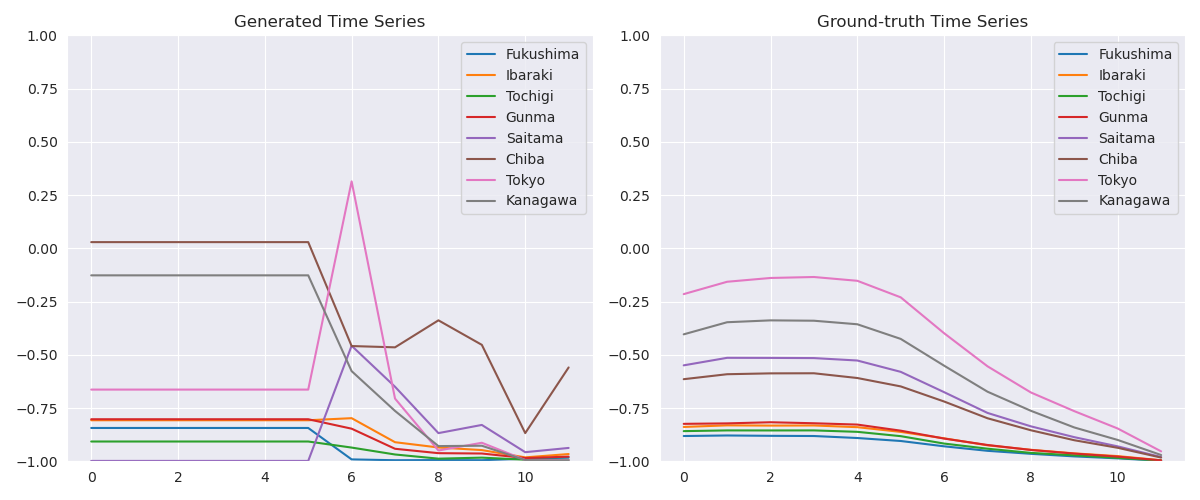 Generated Time Series
1.00
0.75
0.50
0.25
0.00
−0.25
−0.50
−0.75
−1.00
0 2 4 6 8 10
Fukushima
Ibaraki
Tochigi
Gunma
Saitama
Chiba
Tokyo
Kanagawa
Ground-truth Time Series
1.00
0.75
0.50
0.25
0.00
−0.25
−0.50
−0.75
−1.00
0 2 4 6 8 10
Fukushima
Ibaraki
Tochigi
Gunma
Saitama
Chiba
Tokyo
Kanagawa